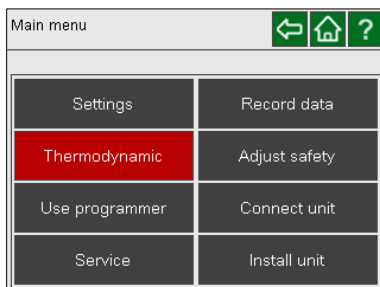 Main menu ?
Settings Record data
Thermodynamic Adjust safety
Use programmer Connect unit
Service Install unit